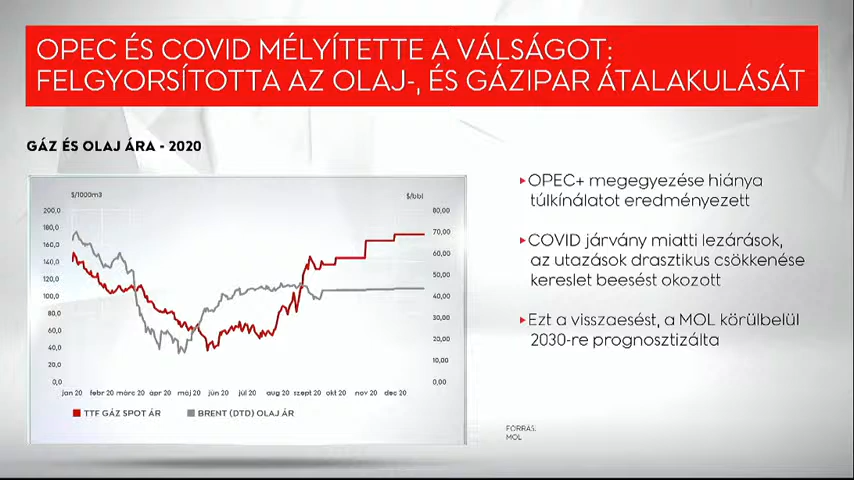 OPEC ÉS COVID MÉLYÍTETTE A VÁLSÁGOT:
FELGYORSÍTOTTA AZ OLAJ-, ÉS GÁZIPAR ÁTALAKULÁSÁT
GÁZ ÉS OLAJ ÁRA - 2020
$/1000m3
$/bbl
200,0
180,0
160,0
140,0
120,0
100,0
80,0
60,0
40,0
20,0
0,0
80,00
70,00
60,00
50,00
40,00
30,00
20,00
10,00
0,00
jan 20 febr 20 márc 20 ápr 20 máj 20 jún 20 júl 20 aug 20 szept 20 okt 20 nov 20 dec 20
TTF GÁZ SPOT ÁR
BRENT (DTD) OLAJ ÁR
OPEC+ megegyezése hiánya
túlkínálatot eredményezett
COVID járvány miatti lezárások,
az utazások drasztikus csökkenése
kereslet beesést okozott
Ezt a visszaesést, a MOL körülbelül
2030-re prognosztizálta
FORRÁS:
MOL